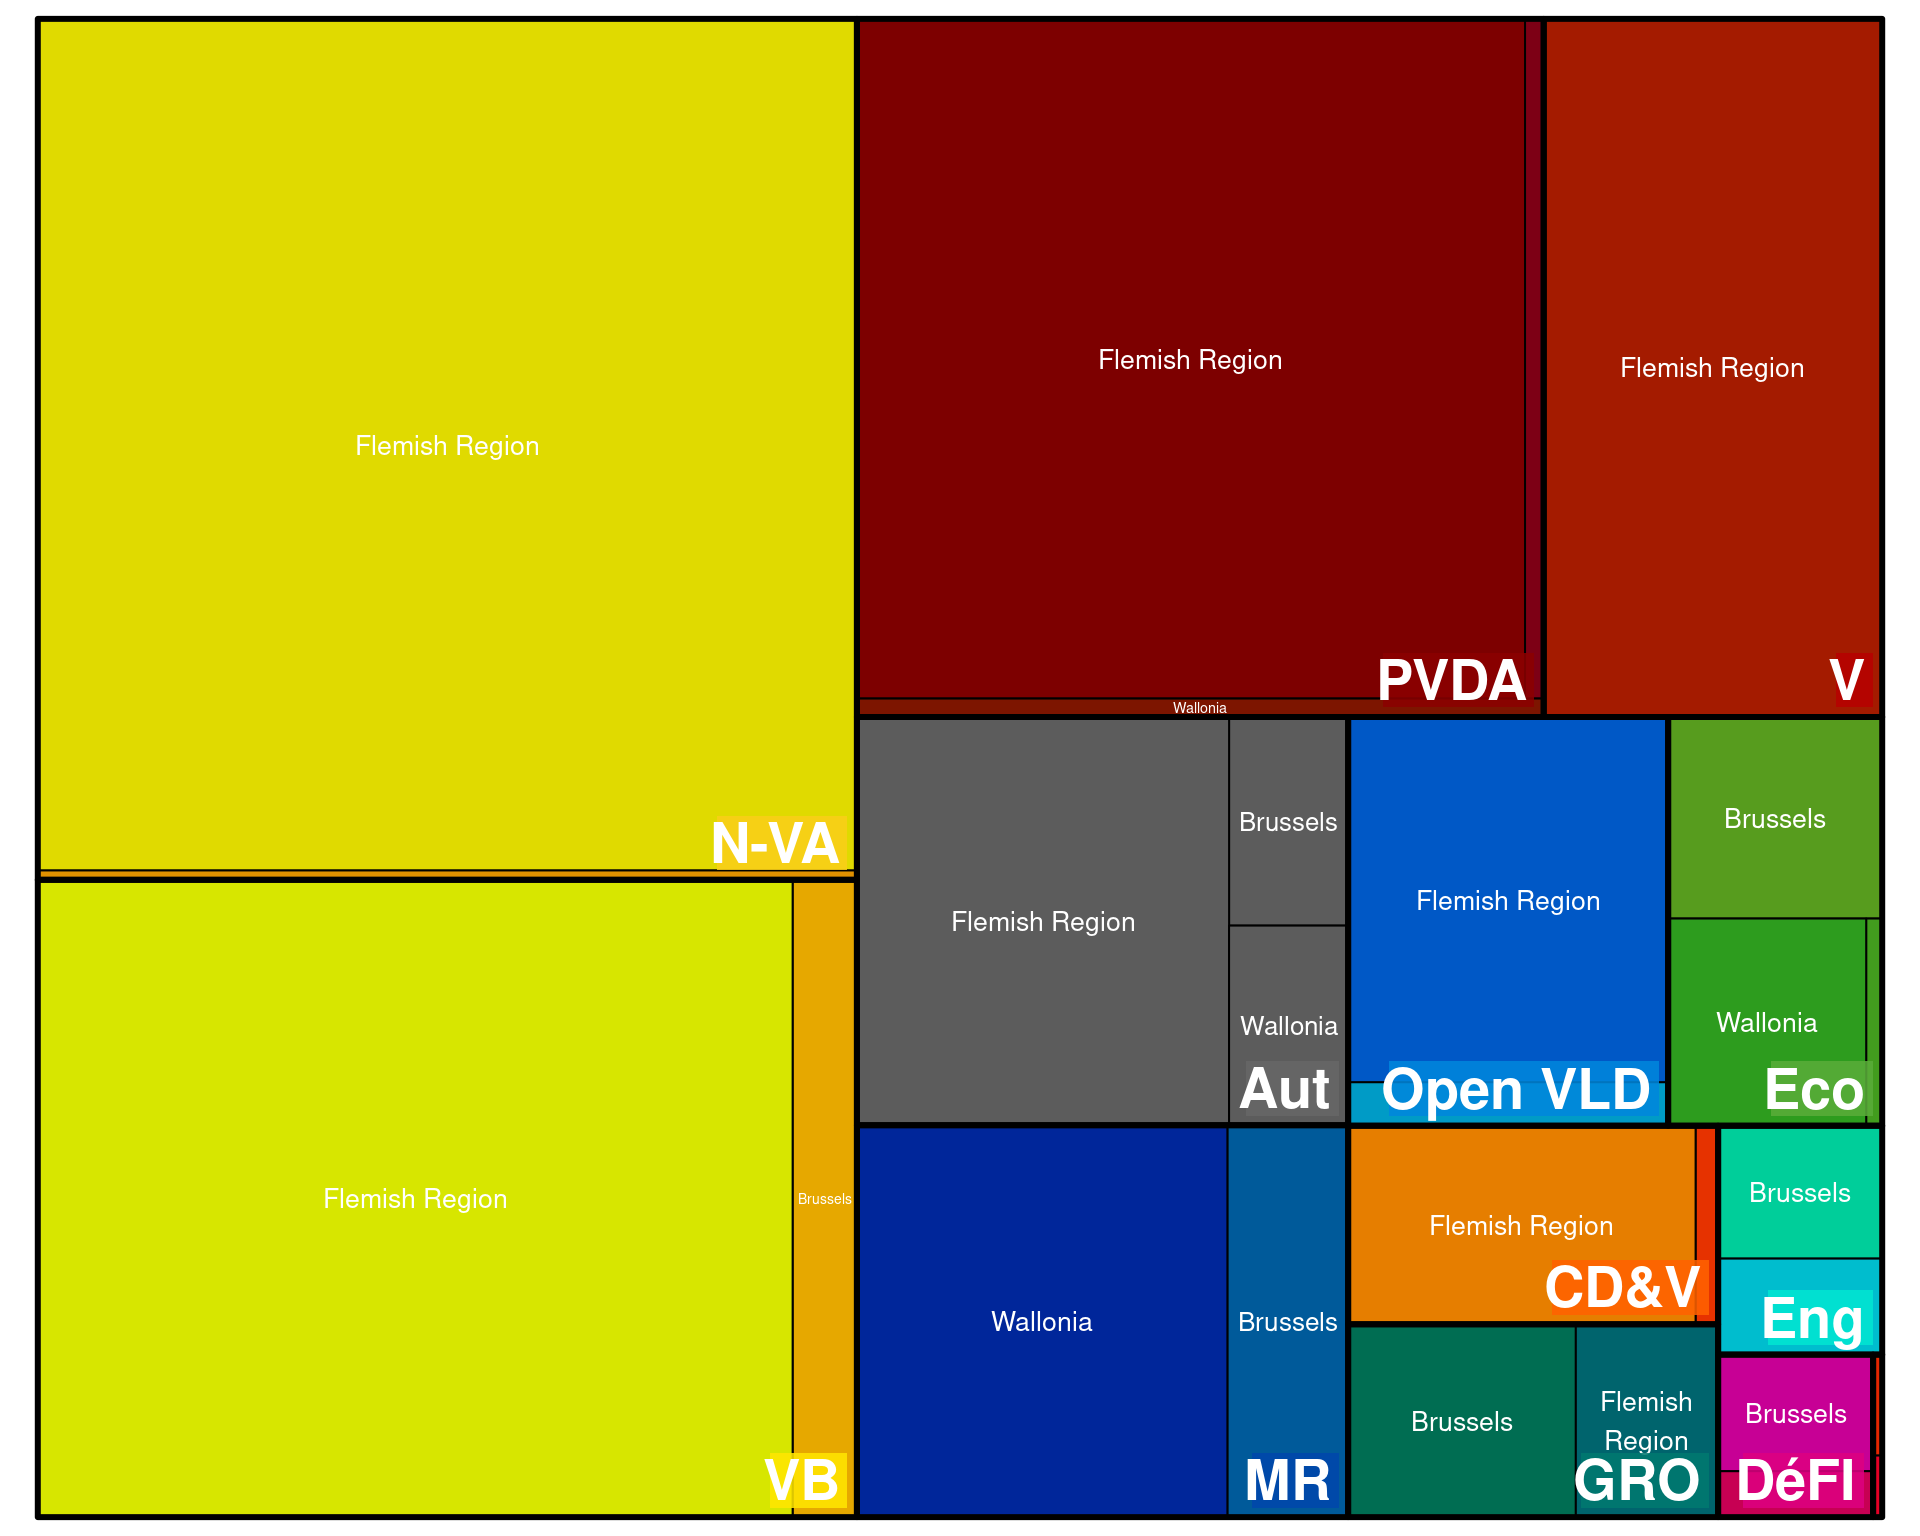 Flemish Region
N-VA
Flemish Region
Brussels
VB
Flemish Region
Wallonia
PVDA
Flemish Region
V
Flemish Region
Brussels
Wallonia
Aut
Flemish Region
Open VLD
Brussels
Wallonia
Eco
Wallonia
Brussels
MR
Flemish Region
CD&V
Brussels
Eng
Brussels
Flemish
Region
GRO
Brussels
DéFI